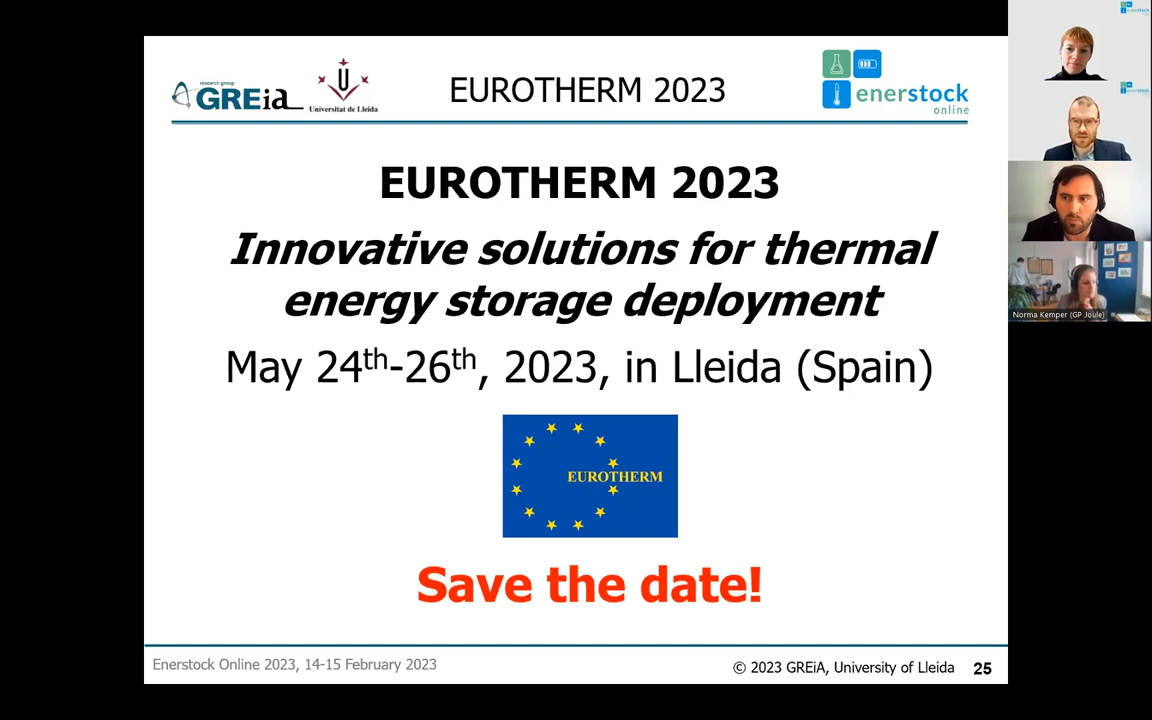 research group
GREiA
Universitat de Lleida
EUROTHERM 2023
enerstock
online
EUROTHERM 2023
Innovative solutions for thermal
energy storage deployment
May 24th-26th, 2023, in Lleida (Spain)
EUROTHERM
Save the date!
Enerstock Online 2023, 14-15 February 2023
© 2023 GREiA, University of Lleida
25
enerstock
enerstock
Norma Kemper (GP Joule)